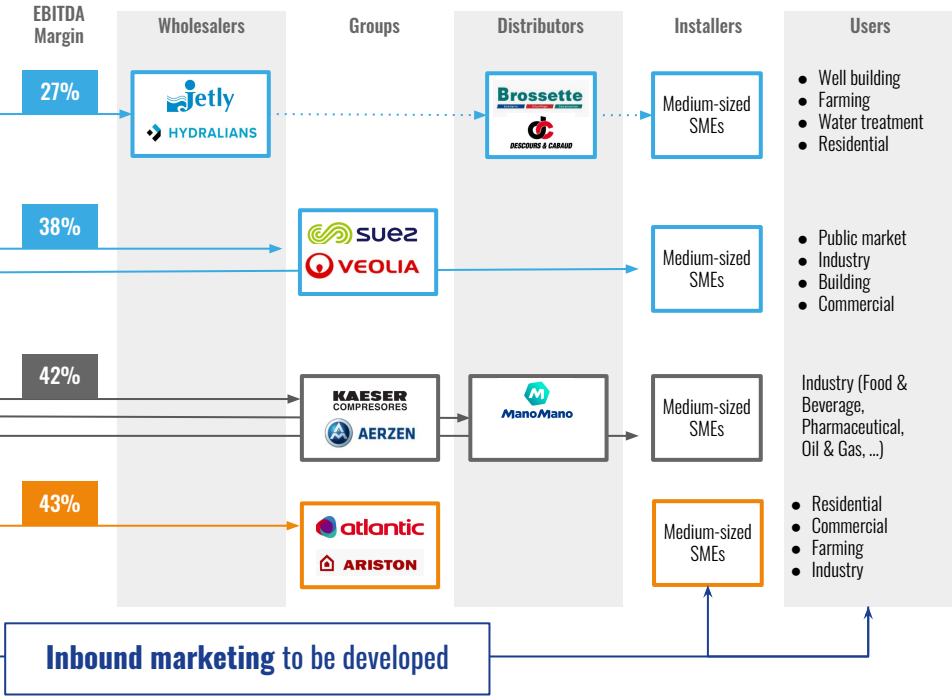 EBITDA
Margin
Wholesalers
Groups
Distributors
Installers
Users
27%
Jetly
HYDRALIANS
Brossette
DESCOURS & CABAUD
Medium-sized
SMEs
● Well building
● Farming
● Water treatment
● Residential
38%
suez
VEOLIA
Medium-sized
SMEs
● Public market
● Industry
● Building
● Commercial
42%
KAESER
COMPRESORES
AERZEN
ManoMano
Medium-sized
SMEs
Industry (Food &
Beverage,
Pharmaceutical,
Oil & Gas, ...)
43%
atlantic
ARISTON
Medium-sized
SMEs
● Residential
● Commercial
● Farming
● Industry
Inbound marketing to be developed